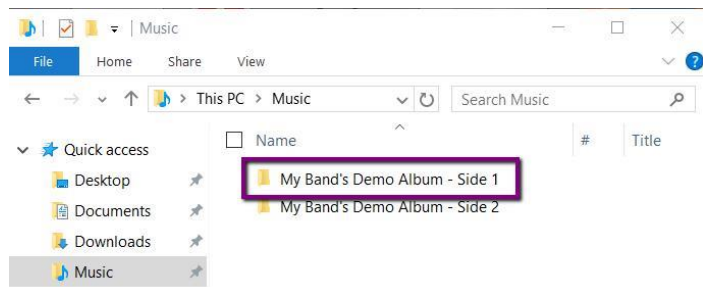 Music
File Home Share View
This PC > Music Search Music
Quick access
Desktop
Documents
Downloads
Music
Name # Title
My Band's Demo Album - Side 1
My Band's Demo Album - Side 2